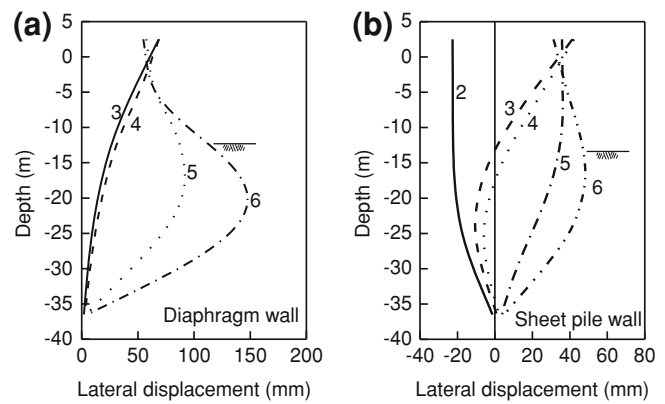 (a)
5
0
-5
-10
-15
-20
-25
-30
-35
-40
Depth (m)
3
4
5
6
Diaphragm wall
0 50 100 150 200
Lateral displacement (mm)
(b)
5
0
-5
-10
-15
-20
-25
-30
-35
-40
Depth (m)
2
3
4
5
6
Sheet pile wall
-40 -20 0 20 40 60 80
Lateral displacement (mm)